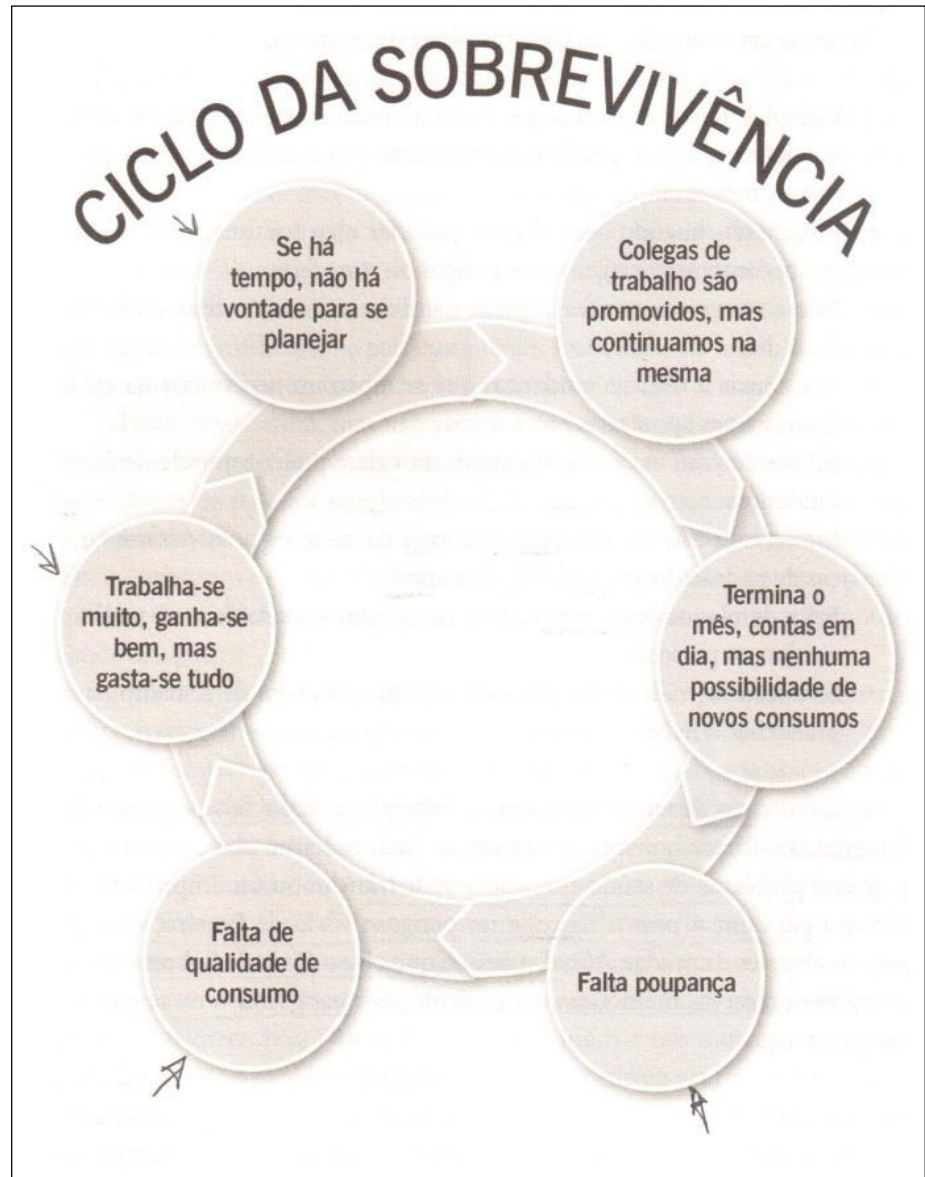 CICLO DA SOBREVIVÊNCIA
Se há
tempo, não há
vontade para se
planejar
Colegas de
trabalho são
promovidos, mas
continuamos na
mesma
Termina o
mês, contas em
dia, mas nenhuma
possibilidade de
novos consumos
Falta poupança
Falta de
qualidade de
consumo
Trabalha-se
muito, ganha-se
bem, mas
gasta-se tudo